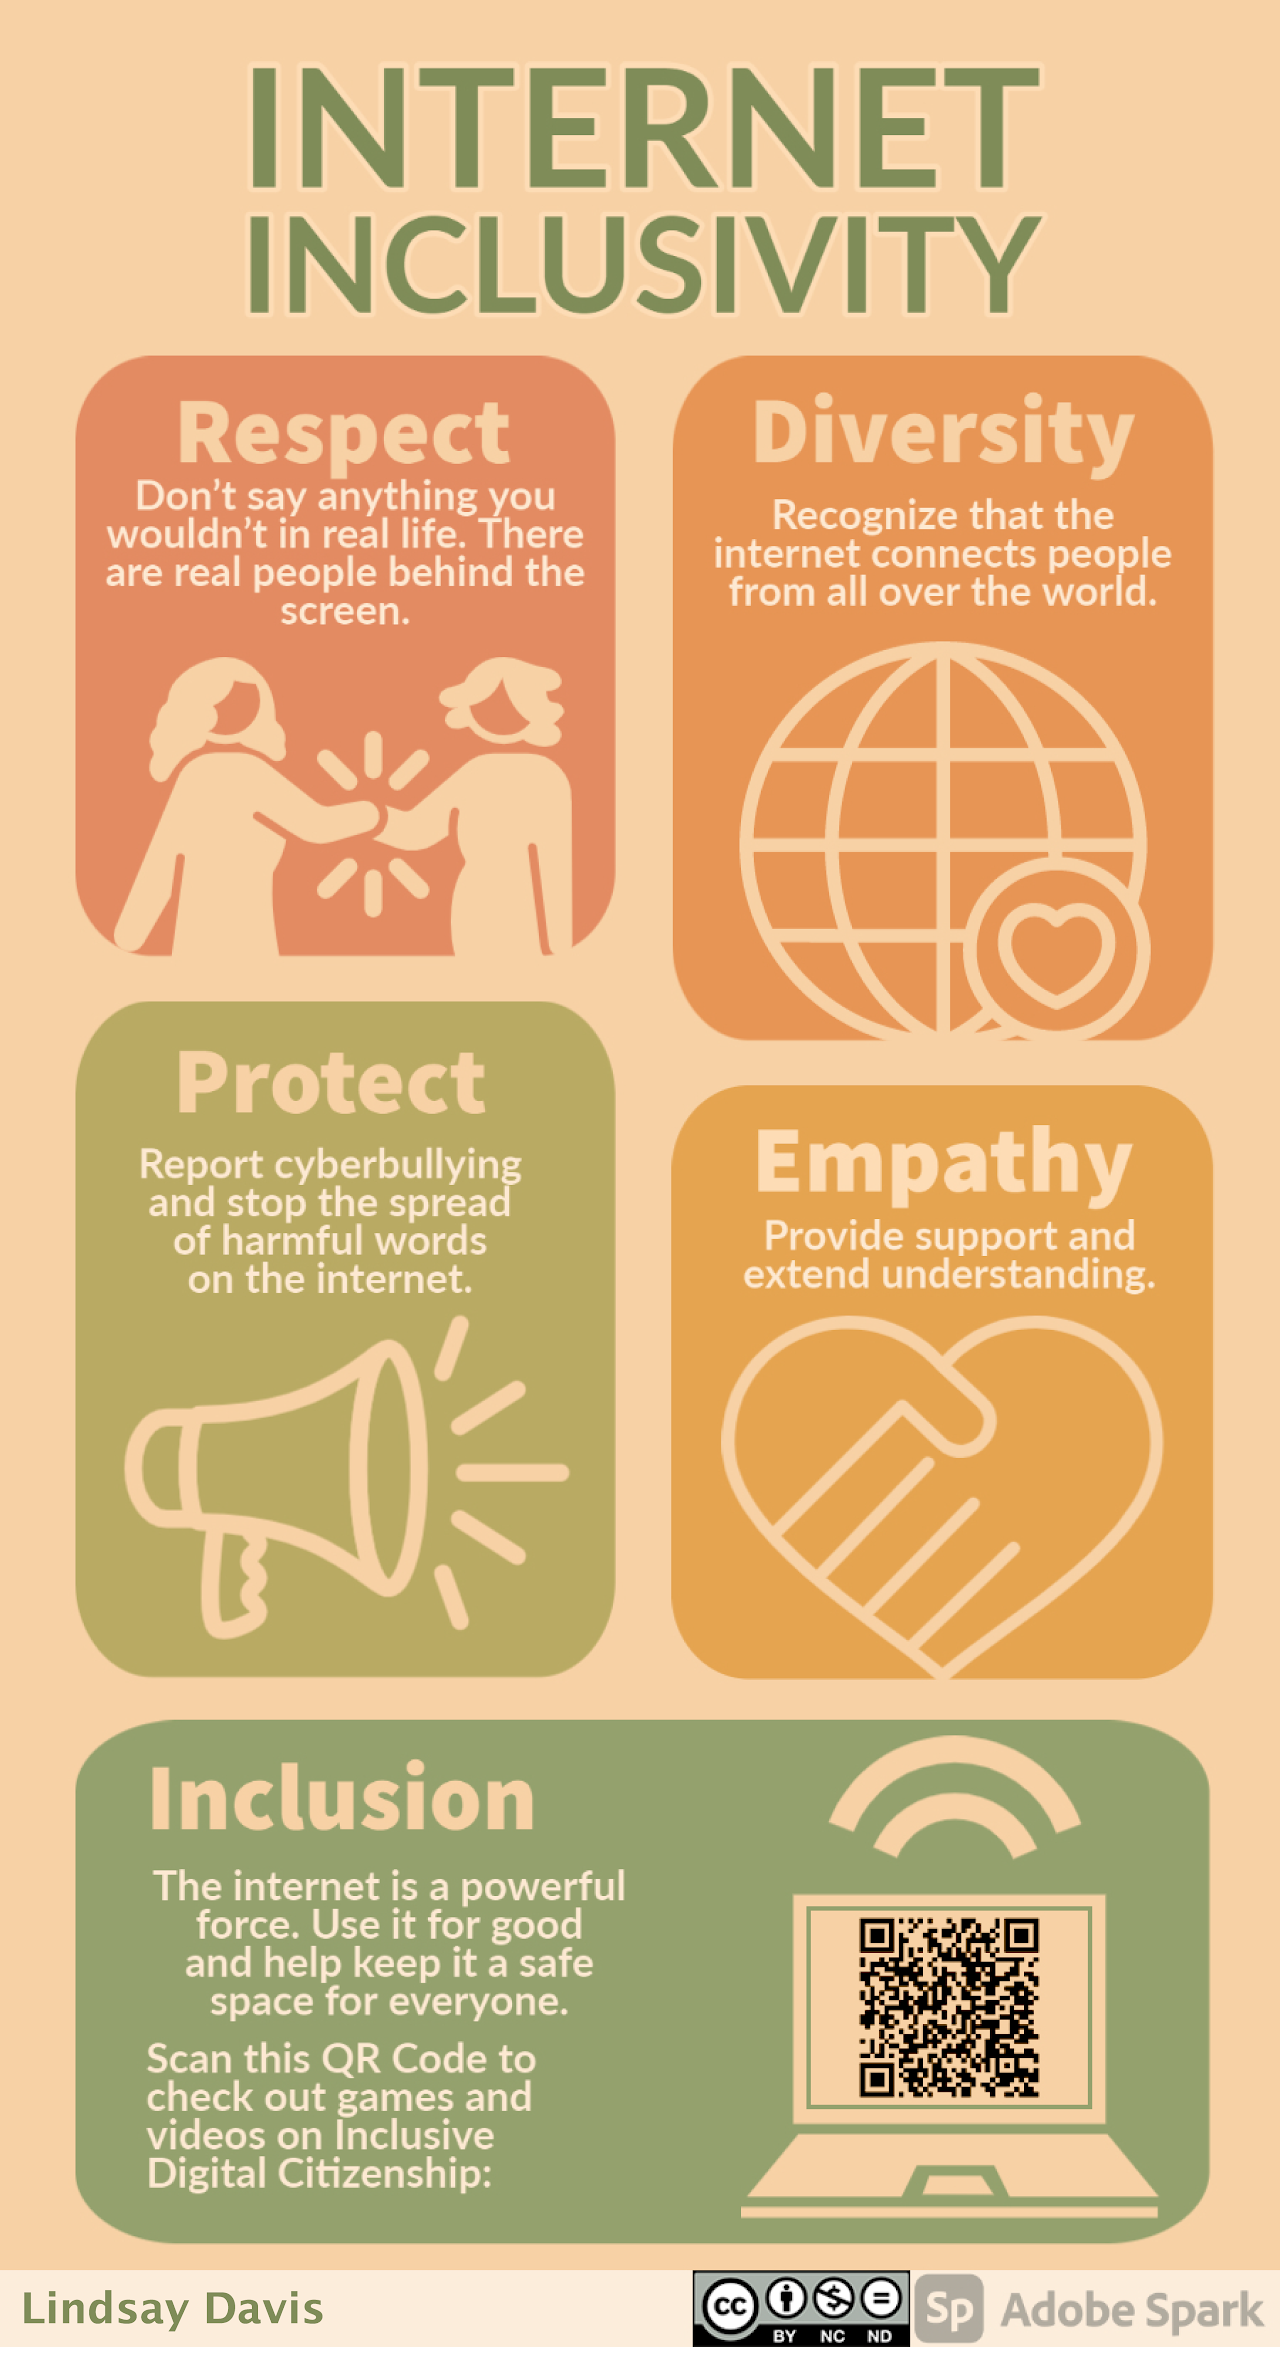 INTERNET
INCLUSIVITY
Respect
Don't say anything you
wouldn't in real life. There
are real people behind the
screen.
Diversity
Recognize that the
internet connects people
from all over the world.
Protect
Report cyberbullying
and stop the spread
of harmful words
on the internet.
Empathy
Provide support and
extend understanding.
Inclusion
The internet is a powerful
force. Use it for good
and help keep it a safe
space for everyone.
Scan this QR Code to
check out games and
videos on Inclusive
Digital Citizenship:
Lindsay Davis
cc
BY NC ND
Sp Adobe Spark